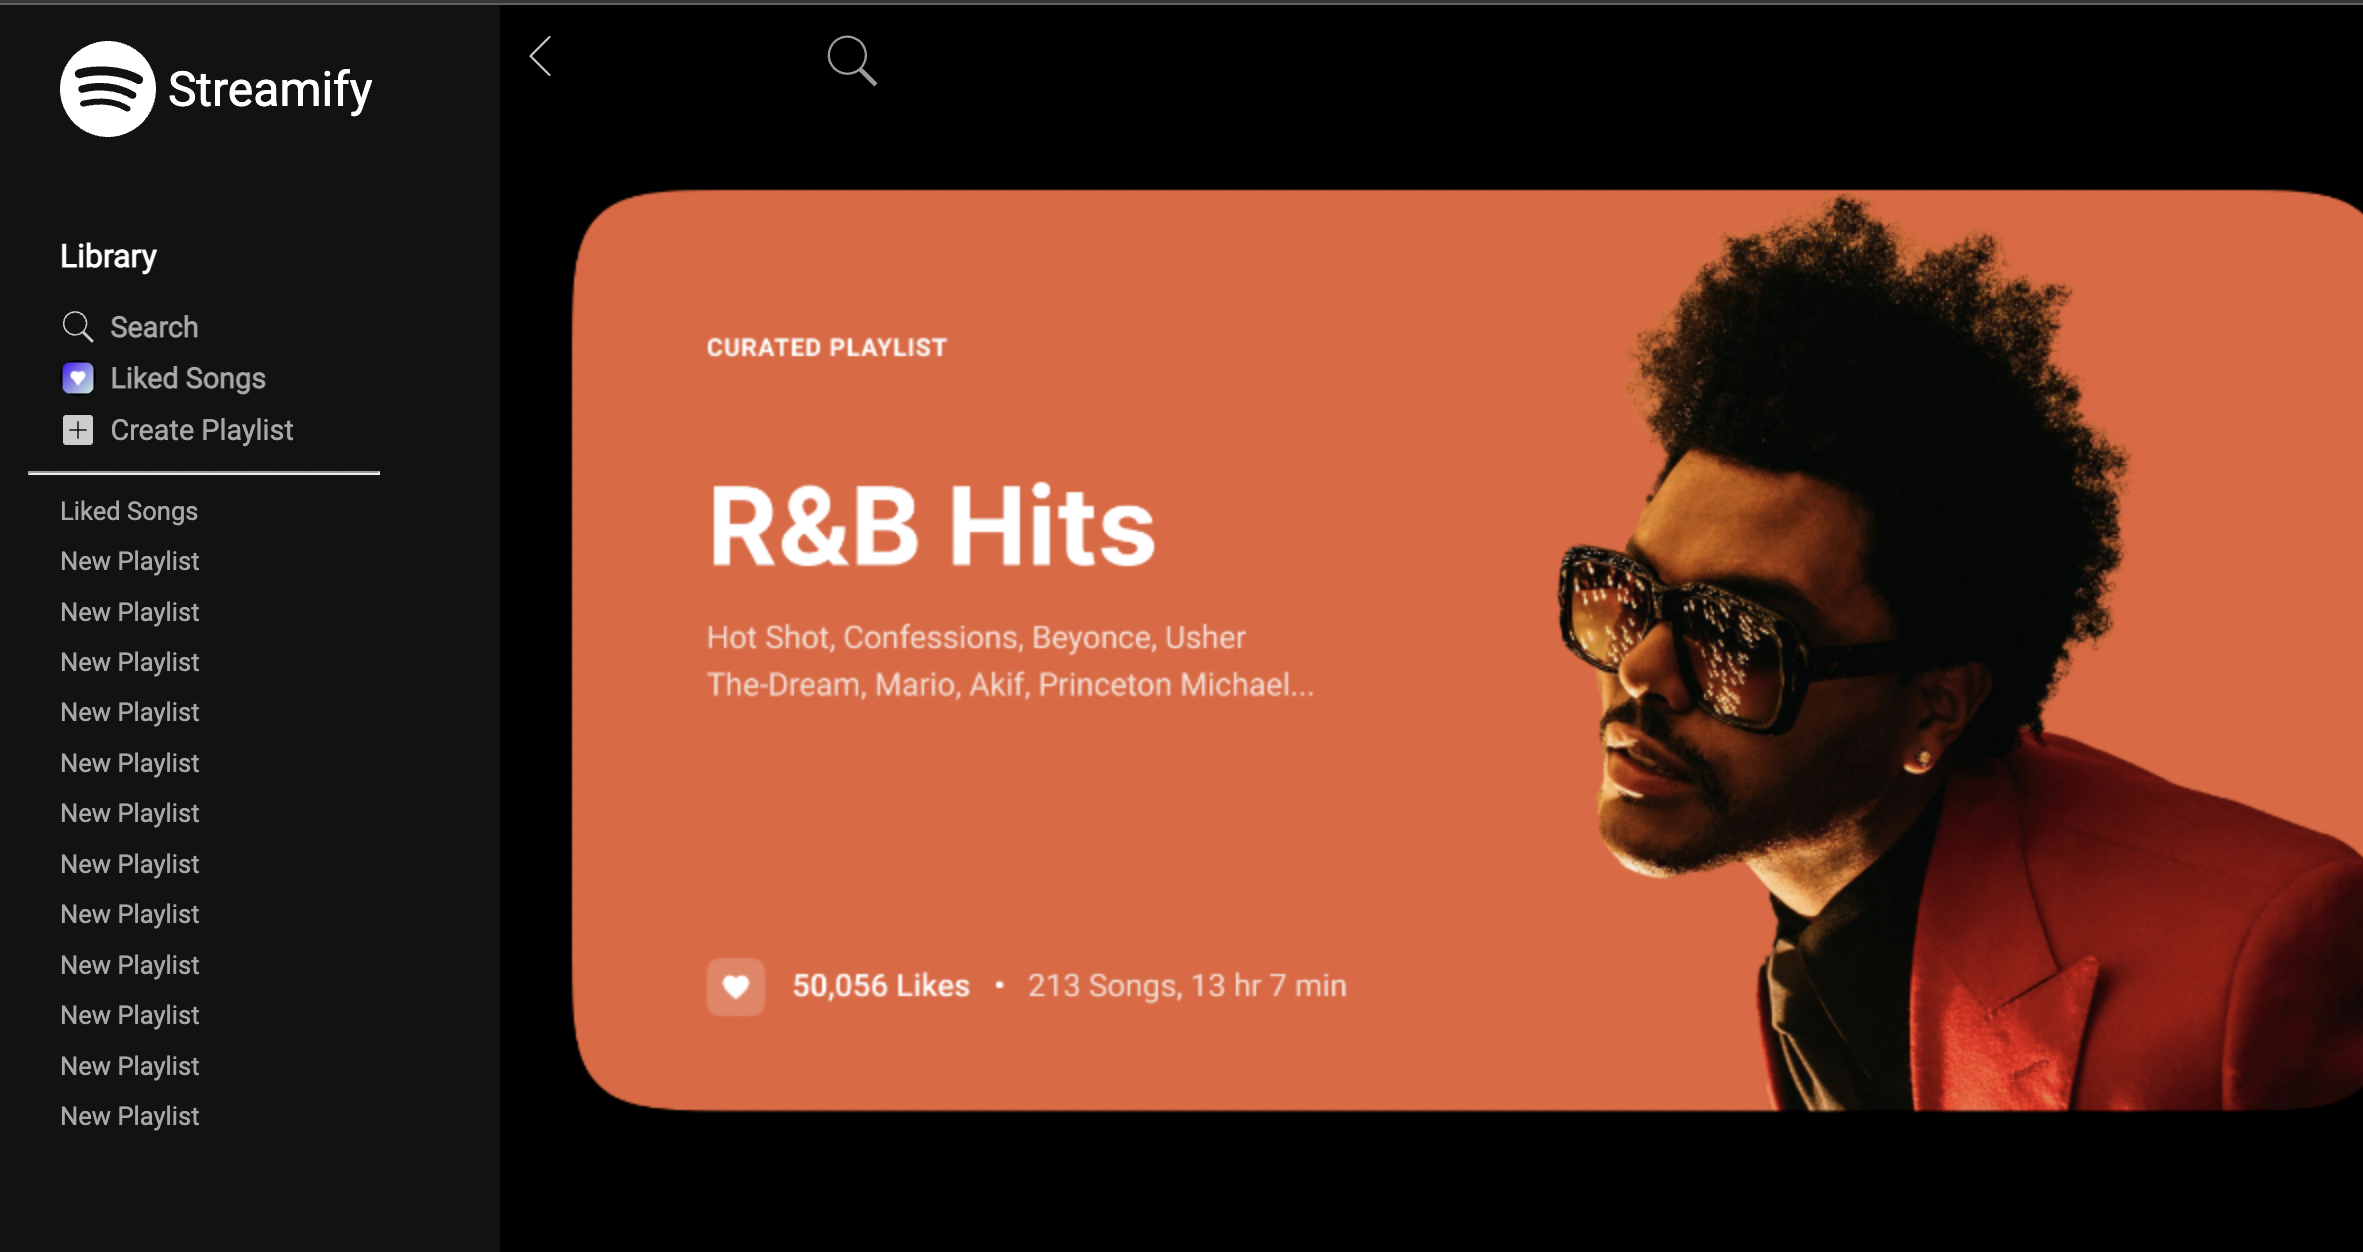 Streamify
Library
Search
Liked Songs
Create Playlist
Liked Songs
New Playlist
New Playlist
New Playlist
New Playlist
New Playlist
New Playlist
New Playlist
New Playlist
New Playlist
New Playlist
New Playlist
New Playlist
CURATED PLAYLIST
R&B Hits
Hot Shot, Confessions, Beyonce, Usher
The-Dream, Mario, Akif, Princeton Michael...
50,056 Likes • 213 Songs, 13 hr 7 min